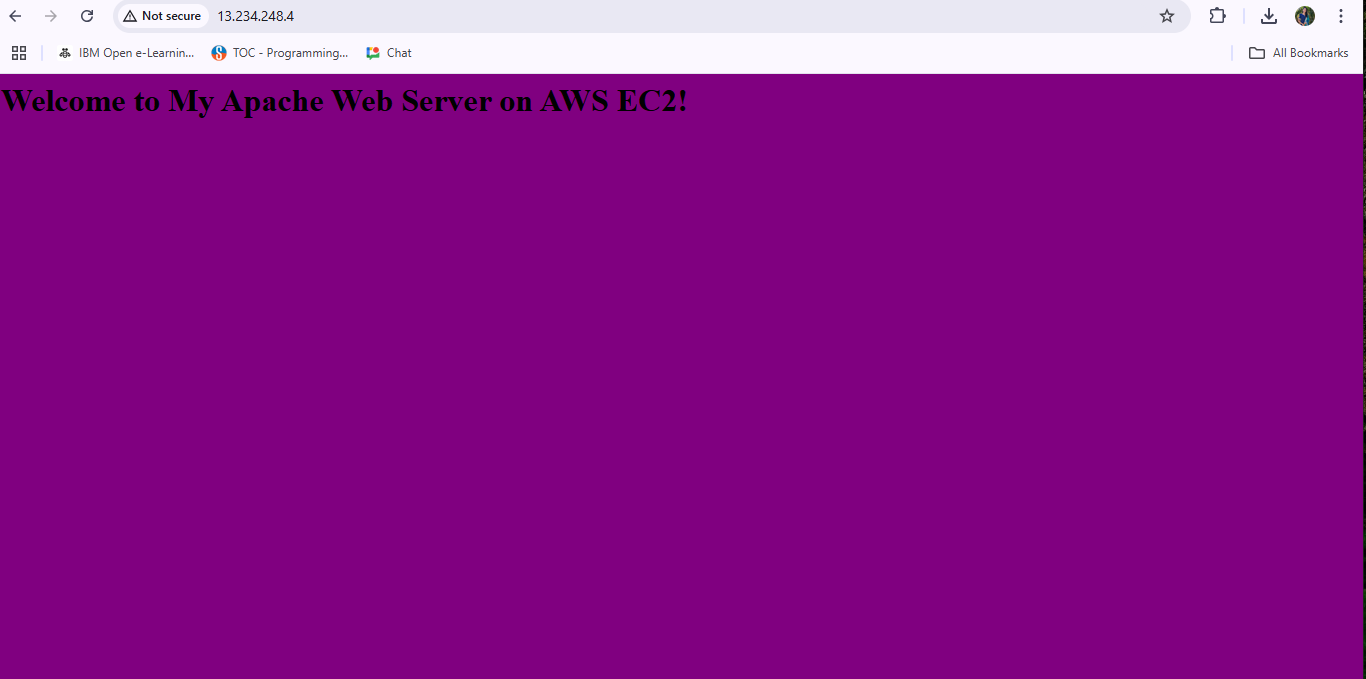 Not secure 13.234.248.4
IBM Open e-Learnin... TOC - Programming... Chat All Bookmarks
Welcome to My Apache Web Server on AWS EC2!